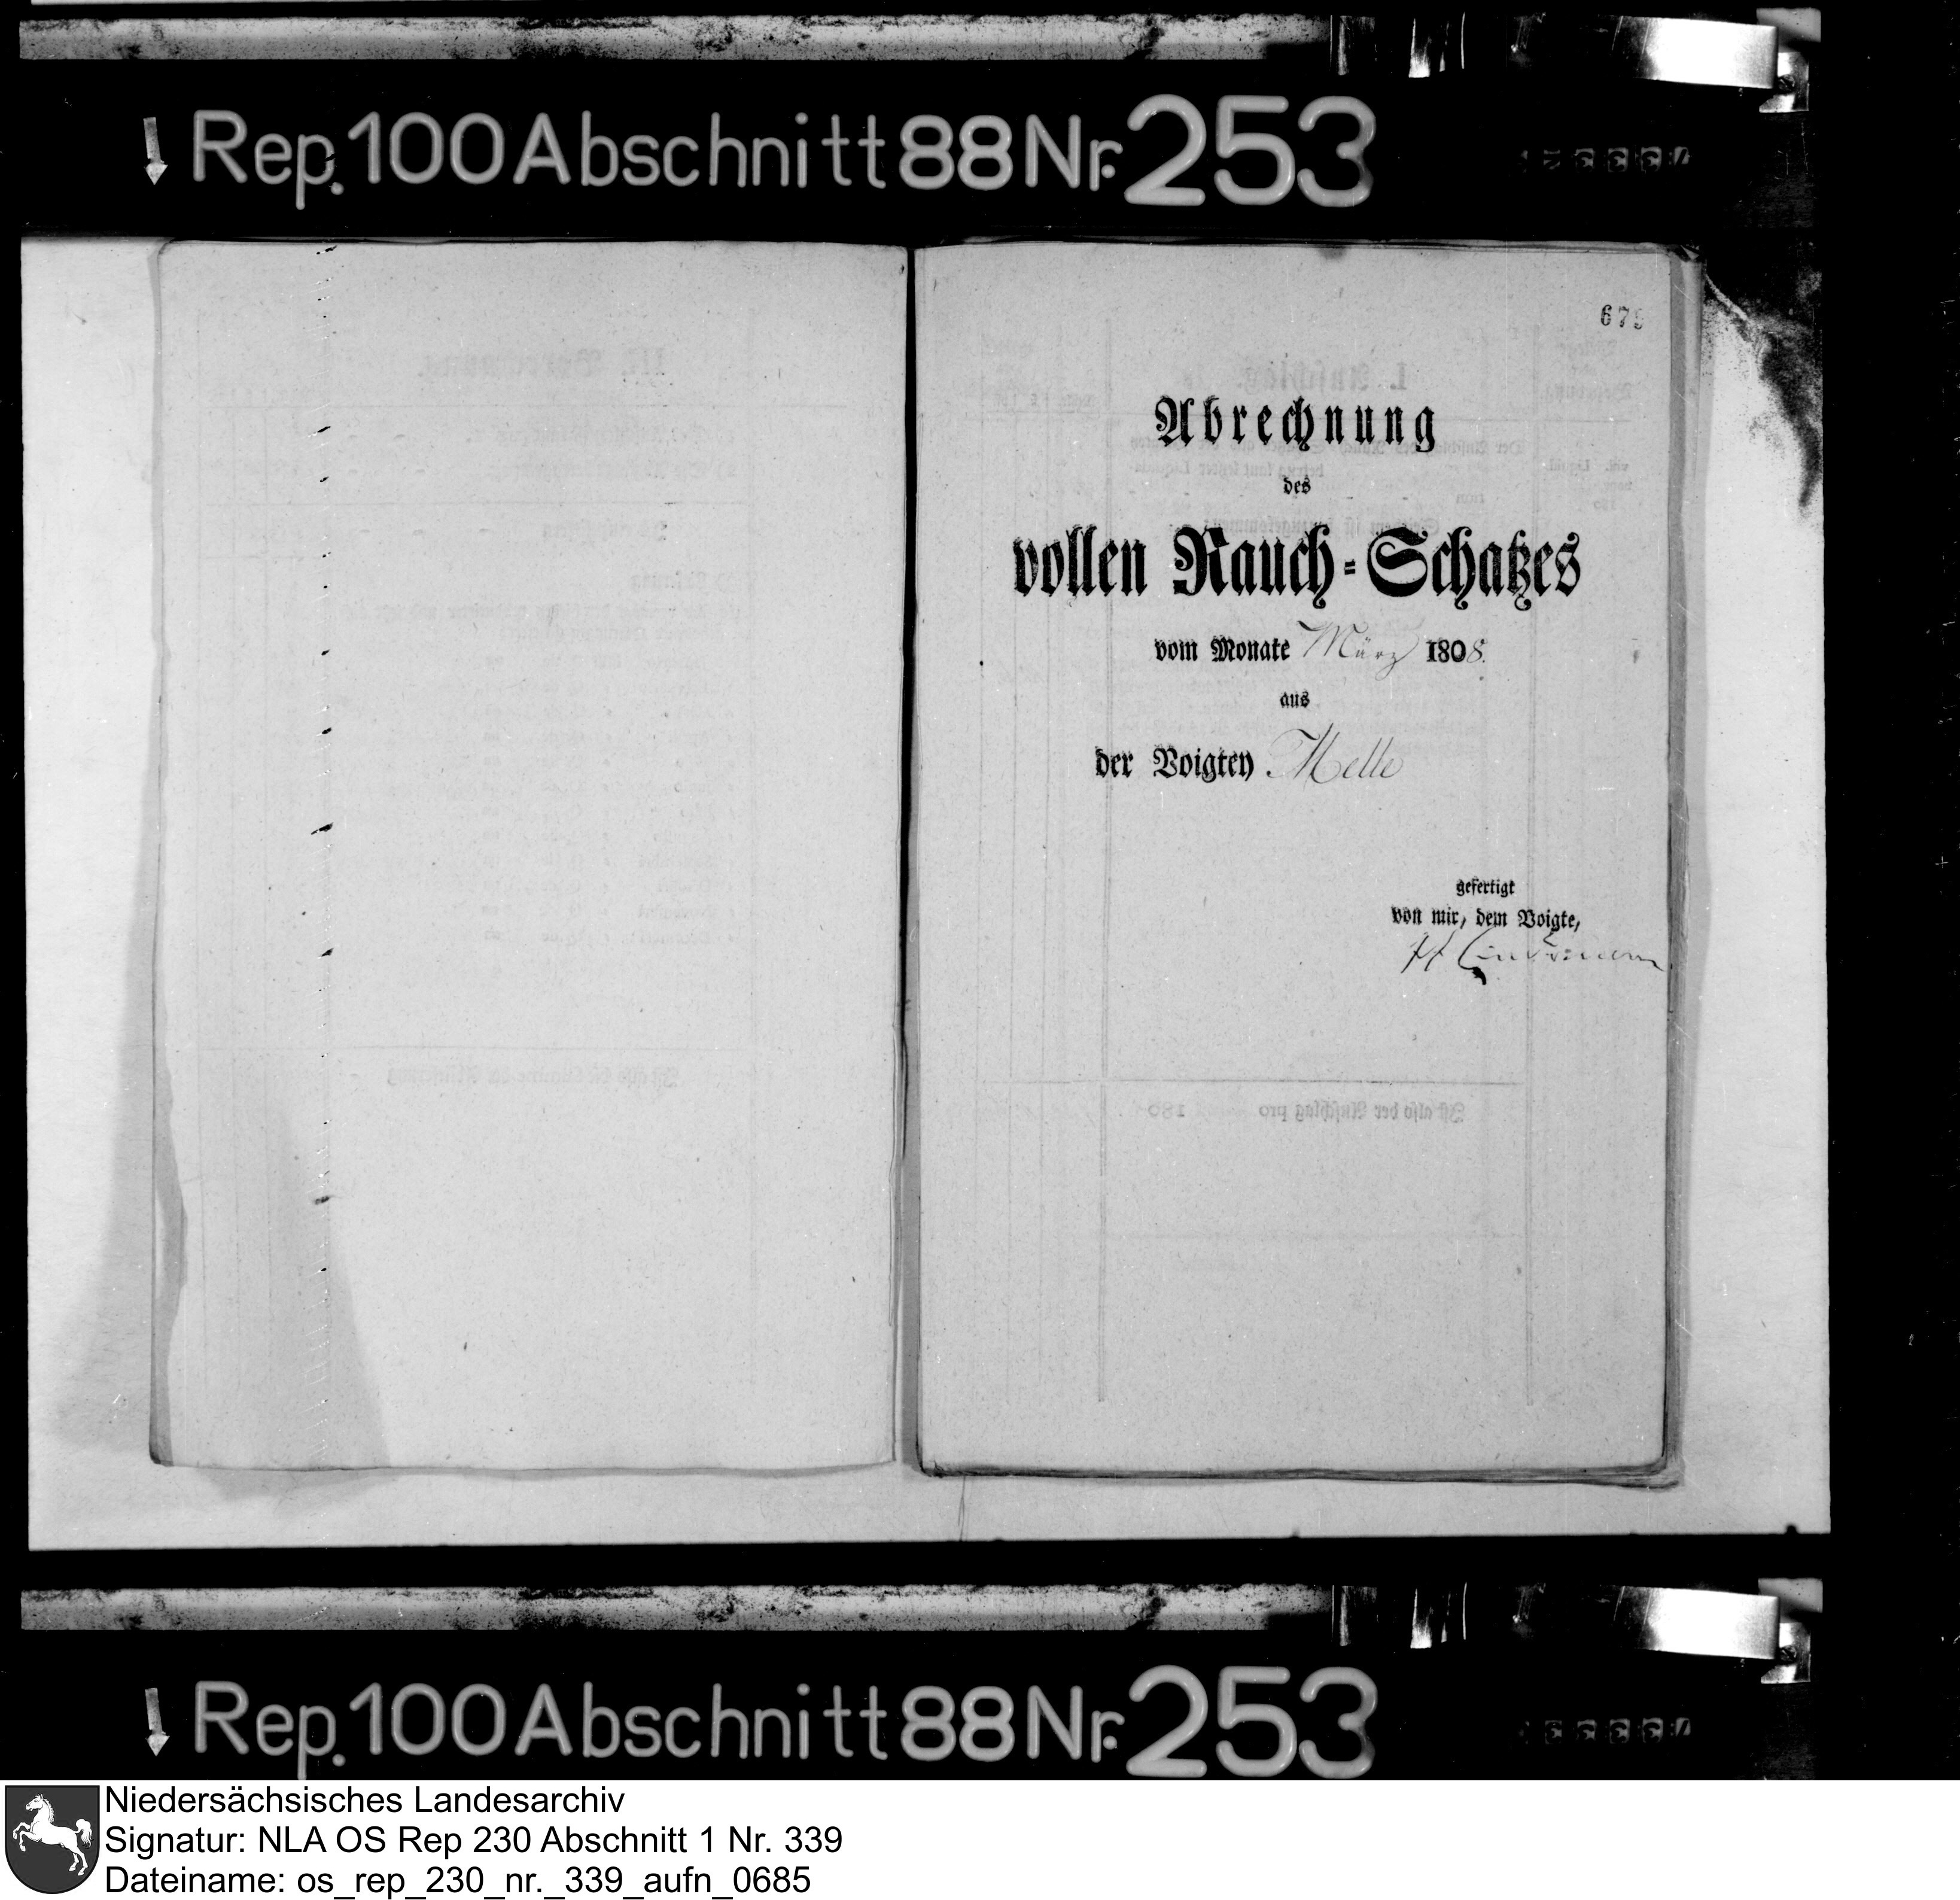 Rep. 100 Abschnitt 88 Nr. 253
679
Abrechnung
des
vollen Rauch-Schatzes
vom Monate März 1808.
aus
der Voigtey Melle
gefertigt
von mir, dem Voigte,
Rep. 100 Abschnitt 88 Nr. 253
Niedersächsisches Landesarchiv
Signatur: NLA OS Rep 230 Abschnitt 1 Nr. 339
Dateiname: os_rep_230_nr._339_aufn_0685